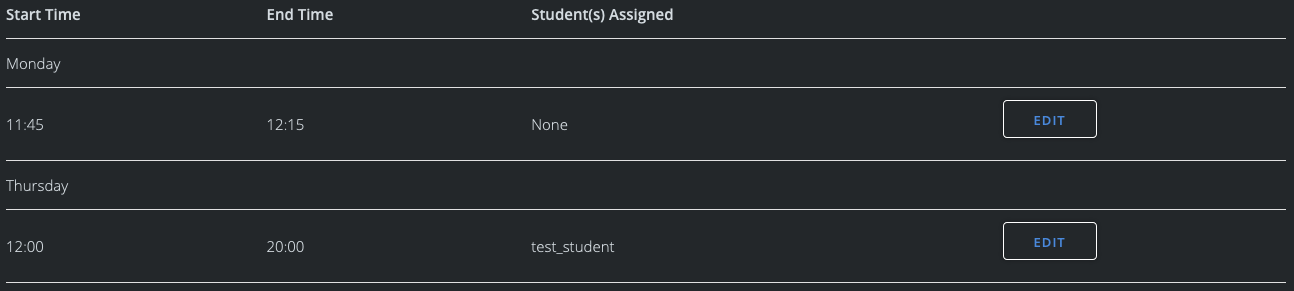 Start Time End Time Student(s) Assigned
Monday
11:45 12:15 None EDIT
Thursday
12:00 20:00 test_student EDIT